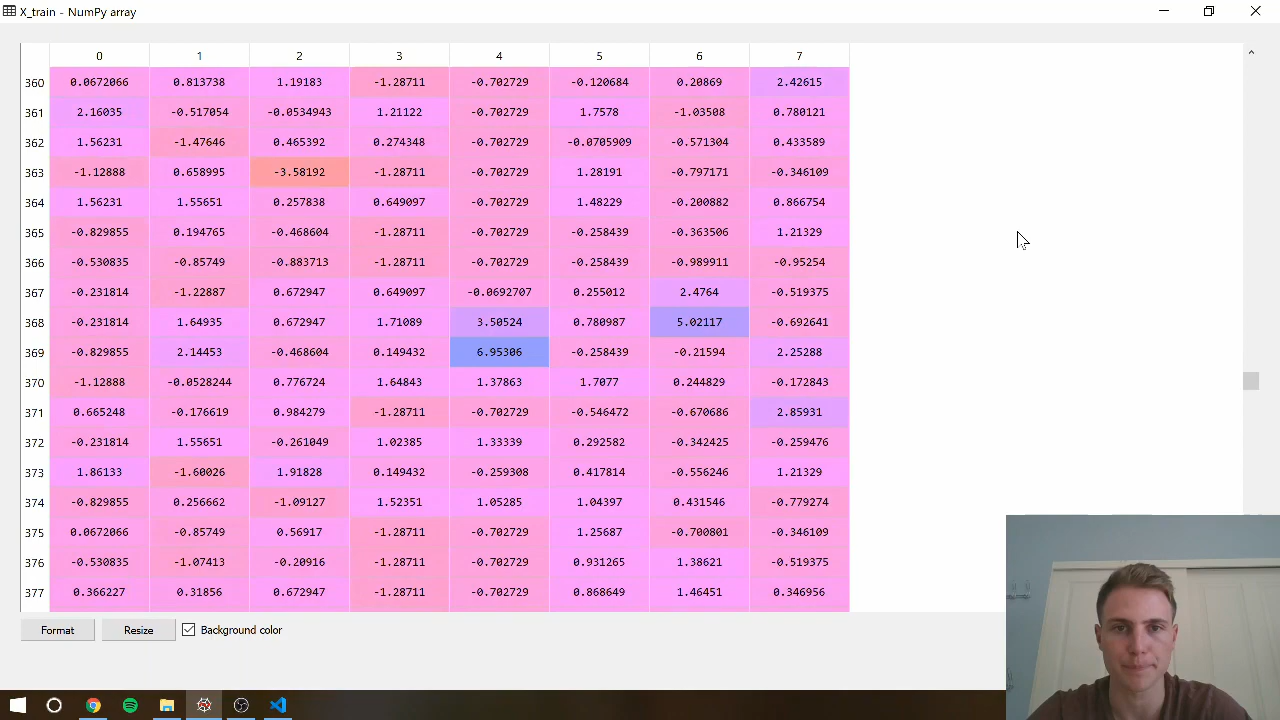 X_train - NumPy array
0 1 2 3 4 5 6 7
360 0.0672066 0.813738 1.19183 -1.28711 -0.702729 -0.120684 0.20869 2.42615
361 2.16035 -0.517054 -0.0534943 1.21122 -0.702729 1.7578 -1.03508 0.780121
362 1.56231 -1.47646 0.465392 0.274348 -0.702729 -0.0705909 -0.571304 0.433589
363 -1.12888 0.658995 -3.58192 -1.28711 -0.702729 1.28191 -0.797171 -0.346109
364 1.56231 1.55651 0.257838 0.649097 -0.702729 1.48229 -0.200882 0.866754
365 -0.829855 0.194765 -0.468604 -1.28711 -0.702729 -0.258439 -0.363506 1.21329
366 -0.530835 -0.85749 -0.883713 -1.28711 -0.702729 -0.258439 -0.989911 -0.95254
367 -0.231814 -1.22887 0.672947 0.649097 -0.0692707 0.255012 2.4764 -0.519375
368 -0.231814 1.64935 0.672947 1.71089 3.50524 0.780987 5.02117 -0.692641
369 -0.829855 2.14453 -0.468604 0.149432 6.95306 -0.258439 -0.21594 2.25288
370 -1.12888 -0.0528244 0.776724 1.64843 1.37863 1.7077 0.244829 -0.172843
371 0.665248 -0.176619 0.984279 -1.28711 -0.702729 -0.546472 -0.670686 2.85931
372 -0.231814 1.55651 -0.261049 1.02385 1.33339 0.292582 -0.342425 -0.259476
373 1.86133 -1.60026 1.91828 0.149432 -0.259308 0.417814 -0.556246 1.21329
374 -0.829855 0.256662 -1.09127 1.52351 1.05285 1.04397 0.431546 -0.779274
375 0.0672066 -0.85749 0.56917 -1.28711 -0.702729 1.25687 -0.700801 -0.346109
376 -0.530835 -1.07413 -0.20916 -1.28711 -0.702729 0.931265 1.38621 -0.519375
377 0.366227 0.31856 0.672947 -1.28711 -0.702729 0.868649 1.46451 0.346956
Format Resize Background color